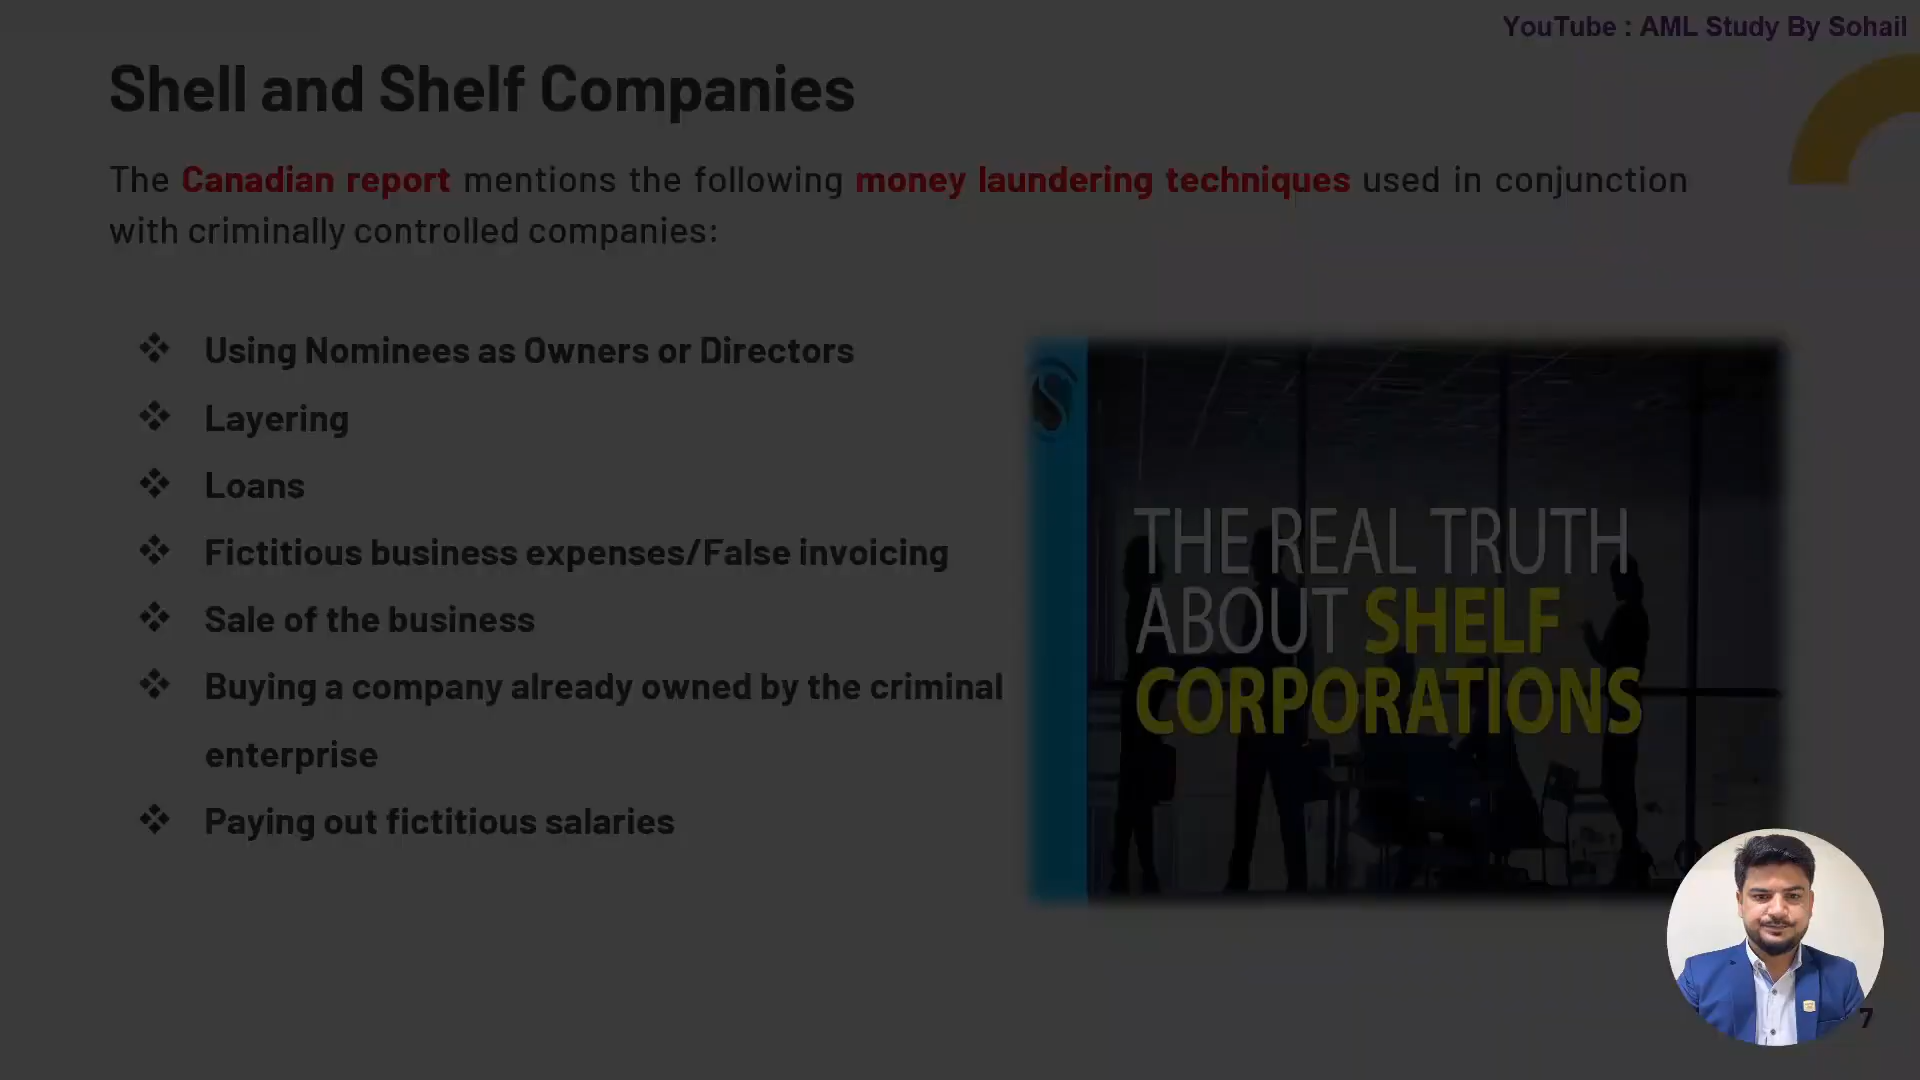 YouTube : AML Study By Sohail
Shell and Shelf Companies
The Canadian report mentions the following money laundering techniques used in conjunction
with criminally controlled companies:
❖ Using Nominees as Owners or Directors
❖ Layering
❖ Loans
❖ Fictitious business expenses/False invoicing
❖ Sale of the business
❖ Buying a company already owned by the criminal
enterprise
❖ Paying out fictitious salaries
THE REAL TRUTH
ABOUT SHELF
CORPORATIONS
7